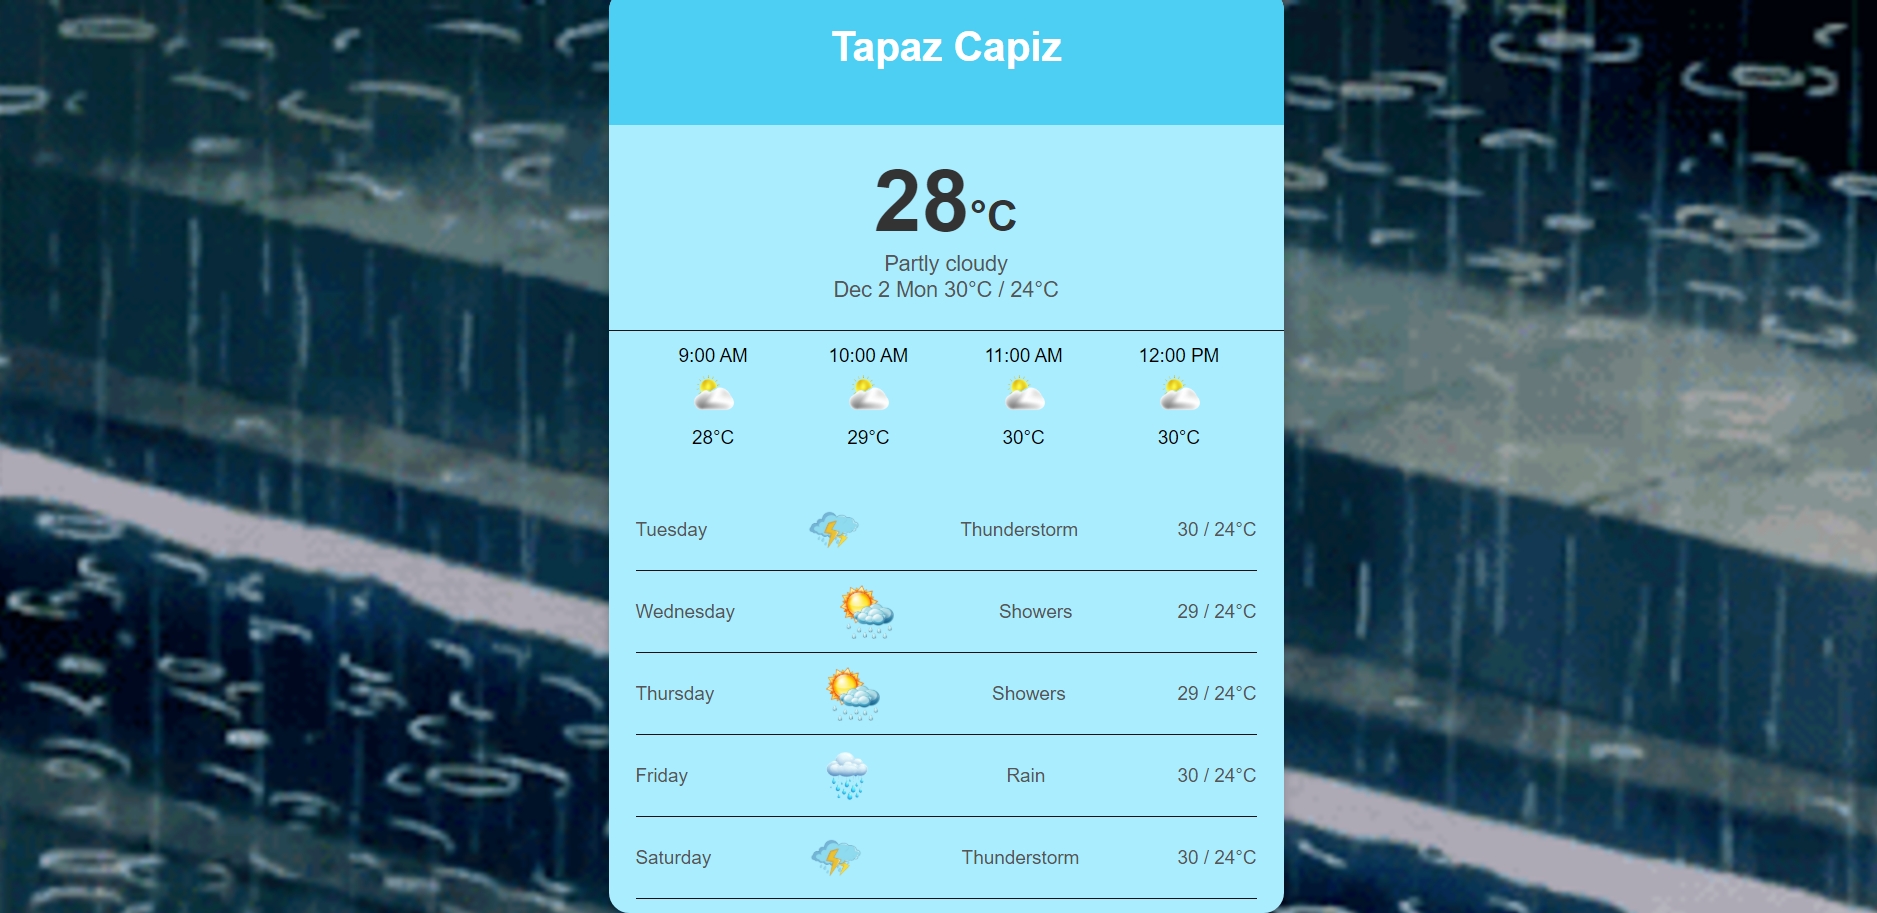 Tapaz Capiz
28°C
Partly cloudy
Dec 2 Mon 30°C / 24°C
9:00 AM 10:00 AM 11:00 AM 12:00 PM
28°C 29°C 30°C 30°C
Tuesday Thunderstorm 30 / 24°C
Wednesday Showers 29 / 24°C
Thursday Showers 29 / 24°C
Friday Rain 30 / 24°C
Saturday Thunderstorm 30 / 24°C